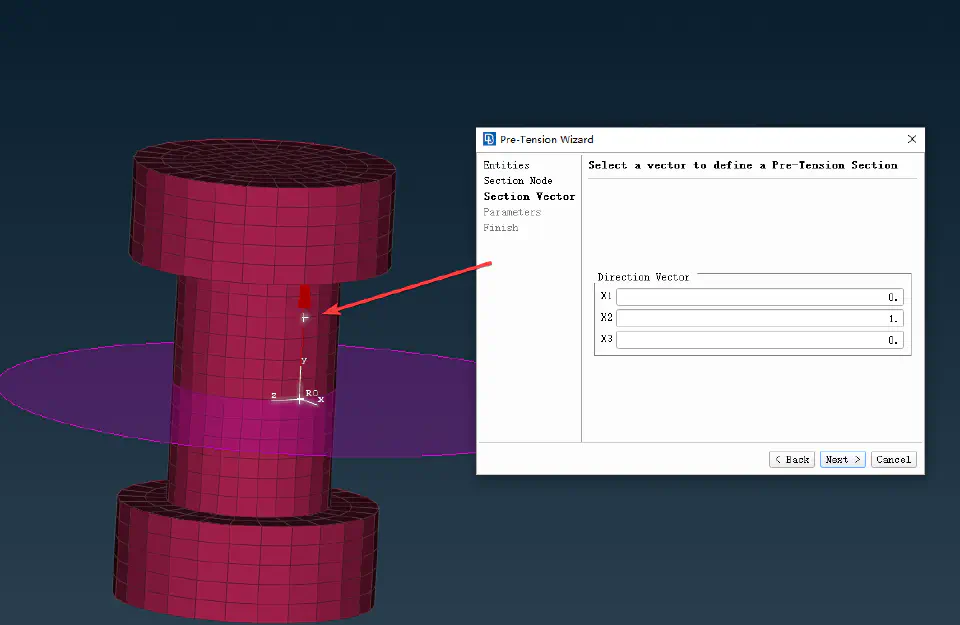 Pre-Tension Wizard
Entities
Section Node
Section Vector
Parameters
Finish
Select a vector to define a Pre-Tension Section
Direction Vector
X1 0.
X2 1.
X3 0.
< Back Next > Cancel
y
z R0 x